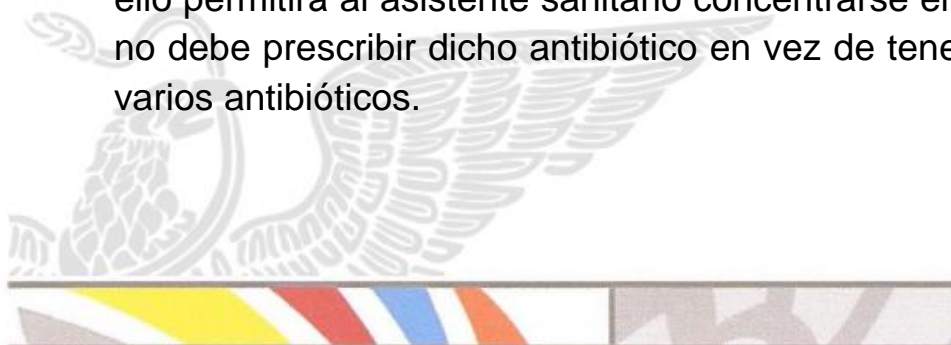 ello permitirá al asistente sanitario concentrarse en
no debe prescribir dicho antibiótico en vez de tene
varios antibióticos.